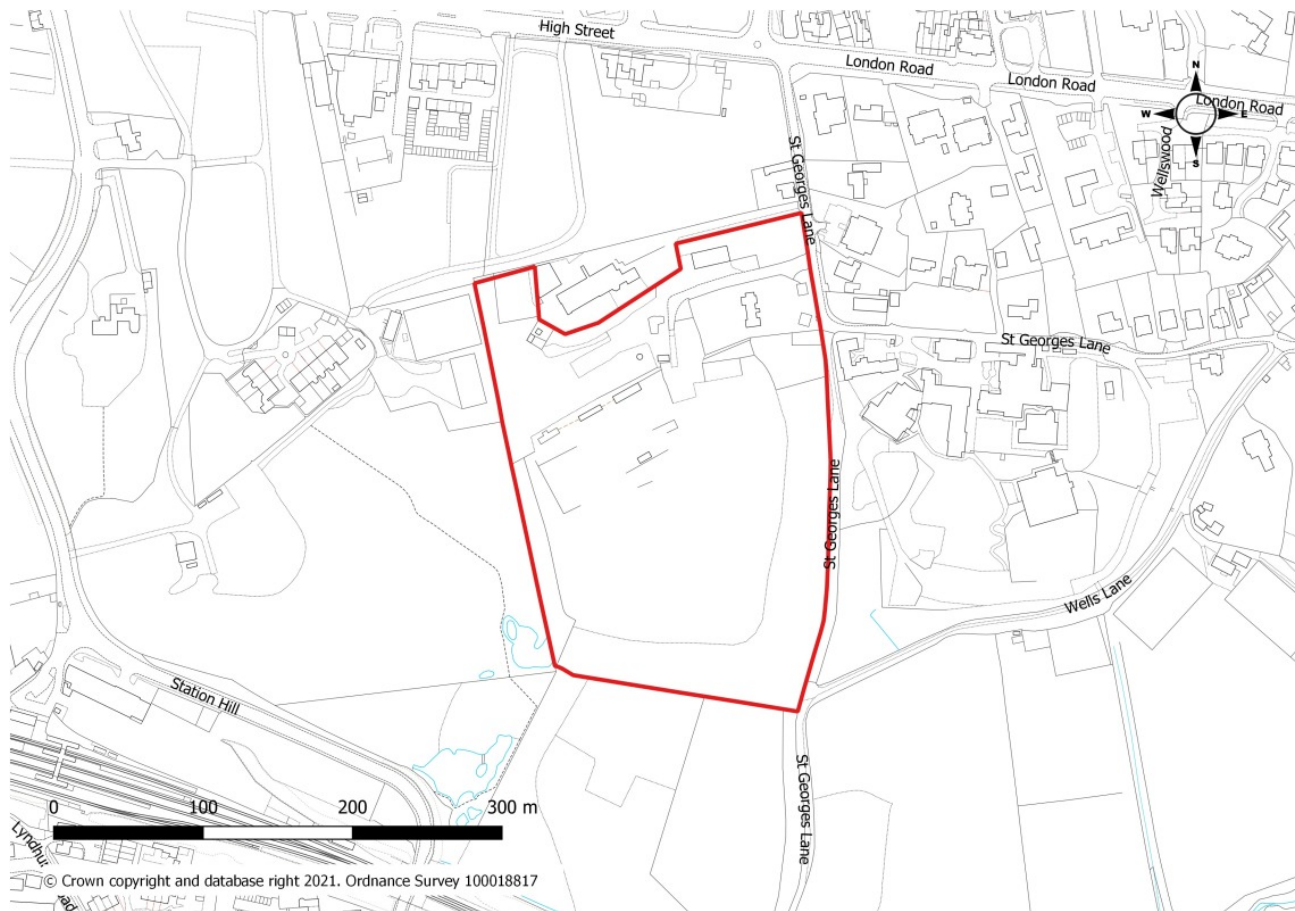 High Street
London Road
London Road
London Road
N
W
E
S
Wellswood
St Georges Lane
St Georges Lane
St Georges Lane
Wells Lane
Station Hill
St Georges Lane
0 100 200 300 m
© Crown copyright and database right 2021. Ordnance Survey 100018817